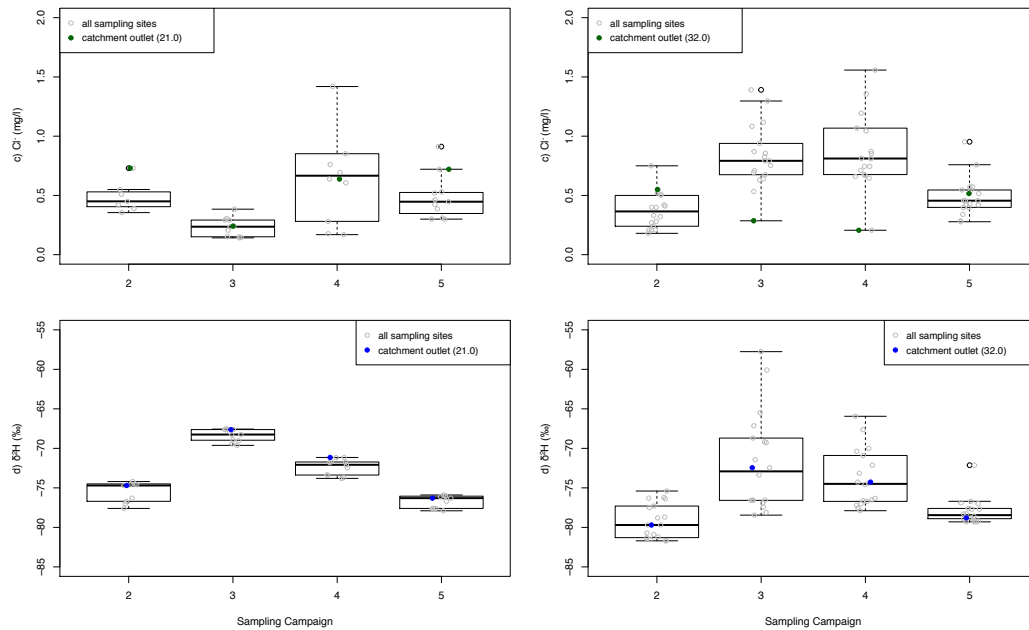 c) Cl⁻ (mg/l)
2.0
1.5
1.0
0.5
0.0
all sampling sites
catchment outlet (21.0)
2 3 4 5
c) Cl⁻ (mg/l)
2.0
1.5
1.0
0.5
0.0
all sampling sites
catchment outlet (32.0)
2 3 4 5
d) δ²H (‰)
−55
−60
−65
−70
−75
−80
−85
all sampling sites
catchment outlet (21.0)
2 3 4 5
Sampling Campaign
d) δ²H (‰)
−55
−60
−65
−70
−75
−80
−85
all sampling sites
catchment outlet (32.0)
2 3 4 5
Sampling Campaign